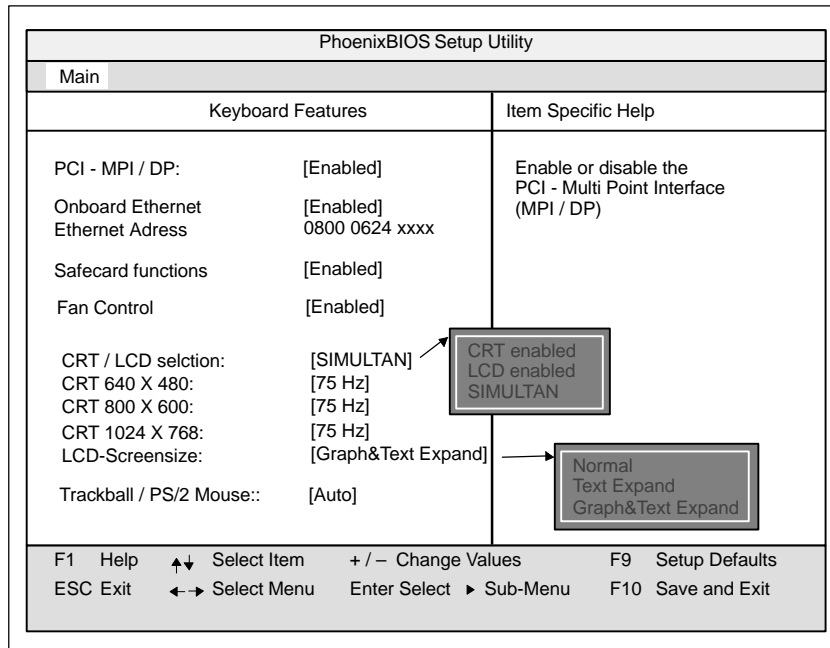 PhoenixBIOS Setup Utility
Main
Keyboard Features
Item Specific Help
PCI - MPI / DP: [Enabled]
Onboard Ethernet [Enabled]
Ethernet Adress 0800 0624 xxxx
Safecard functions [Enabled]
Fan Control [Enabled]
CRT / LCD selction: [SIMULTAN]
CRT 640 X 480: [75 Hz]
CRT 800 X 600: [75 Hz]
CRT 1024 X 768: [75 Hz]
LCD-Screensize: [Graph&Text Expand]
Trackball / PS/2 Mouse:: [Auto]
Enable or disable the
PCI - Multi Point Interface
(MPI / DP)
CRT enabled
LCD enabled
SIMULTAN
Normal
Text Expand
Graph&Text Expand
F1 Help Select Item + / – Change Values F9 Setup Defaults
ESC Exit Select Menu Enter Select Sub-Menu F10 Save and Exit